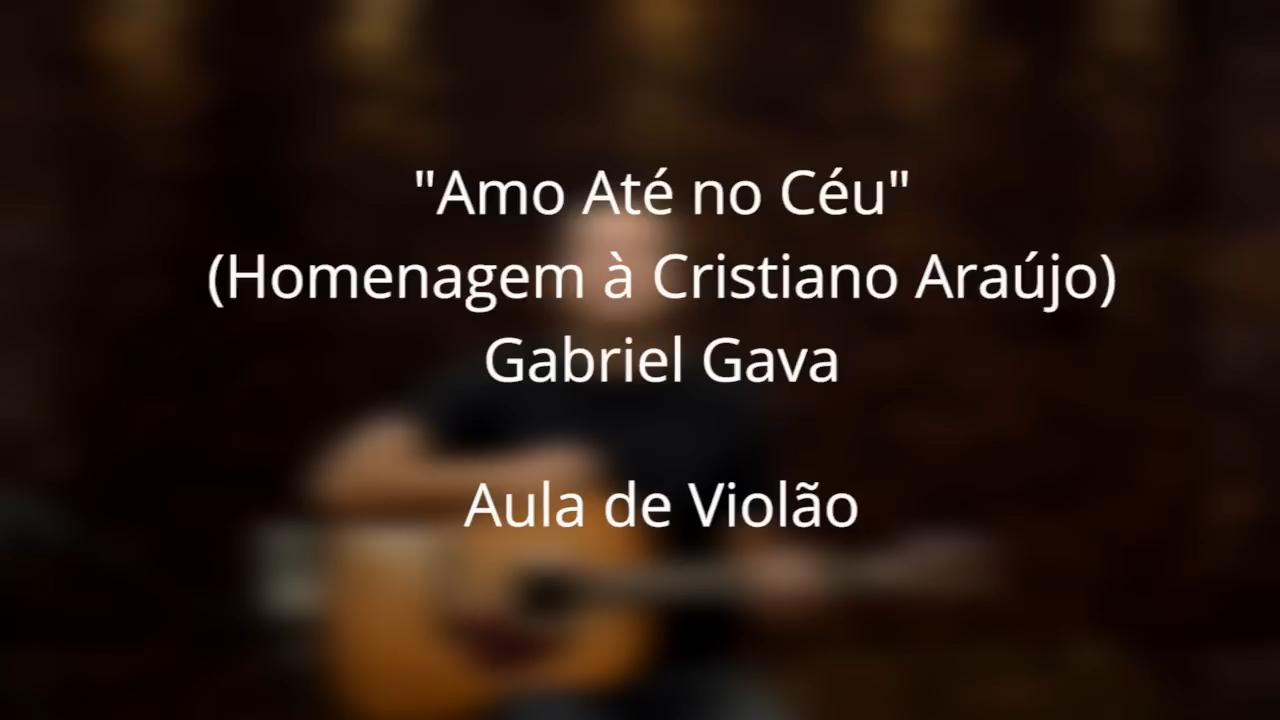 "Amo Até no Céu"
(Homenagem à Cristiano Araújo)
Gabriel Gava
Aula de Violão